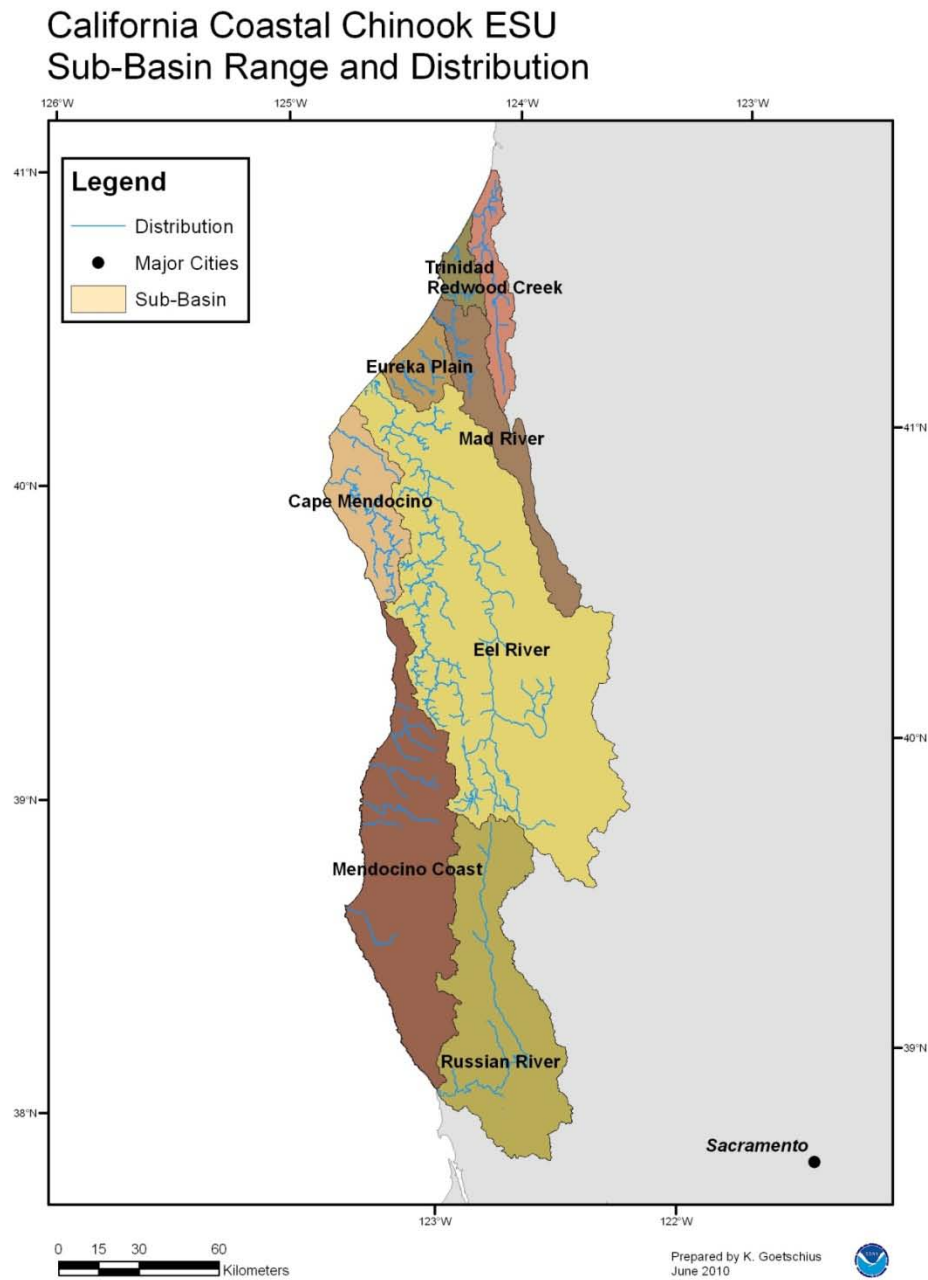 California Coastal Chinook ESU
Sub-Basin Range and Distribution
126°W
125°W
124°W
123°W
41°N
Legend
Distribution
Major Cities
Sub-Basin
Trinidad
Redwood Creek
Eureka Plain
Mad River
41°N
40°N
Cape Mendocino
Eel River
40°N
39°N
Mendocino Coast
39°N
Russian River
38°N
Sacramento
123°W
122°W
0 15 30 60
Kilometers
Prepared by K. Goetschius
June 2010